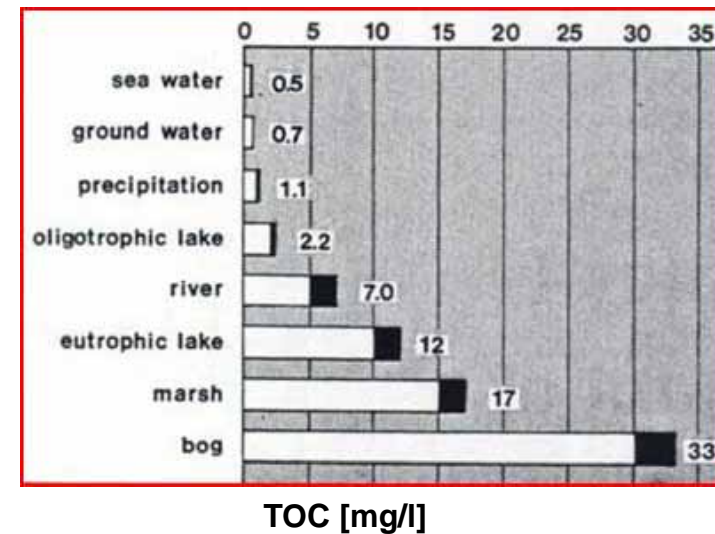 0 5 10 15 20 25 30 35
sea water 0.5
ground water 0.7
precipitation 1.1
oligotrophic lake 2.2
river 7.0
eutrophic lake 12
marsh 17
bog 33
TOC [mg/l]